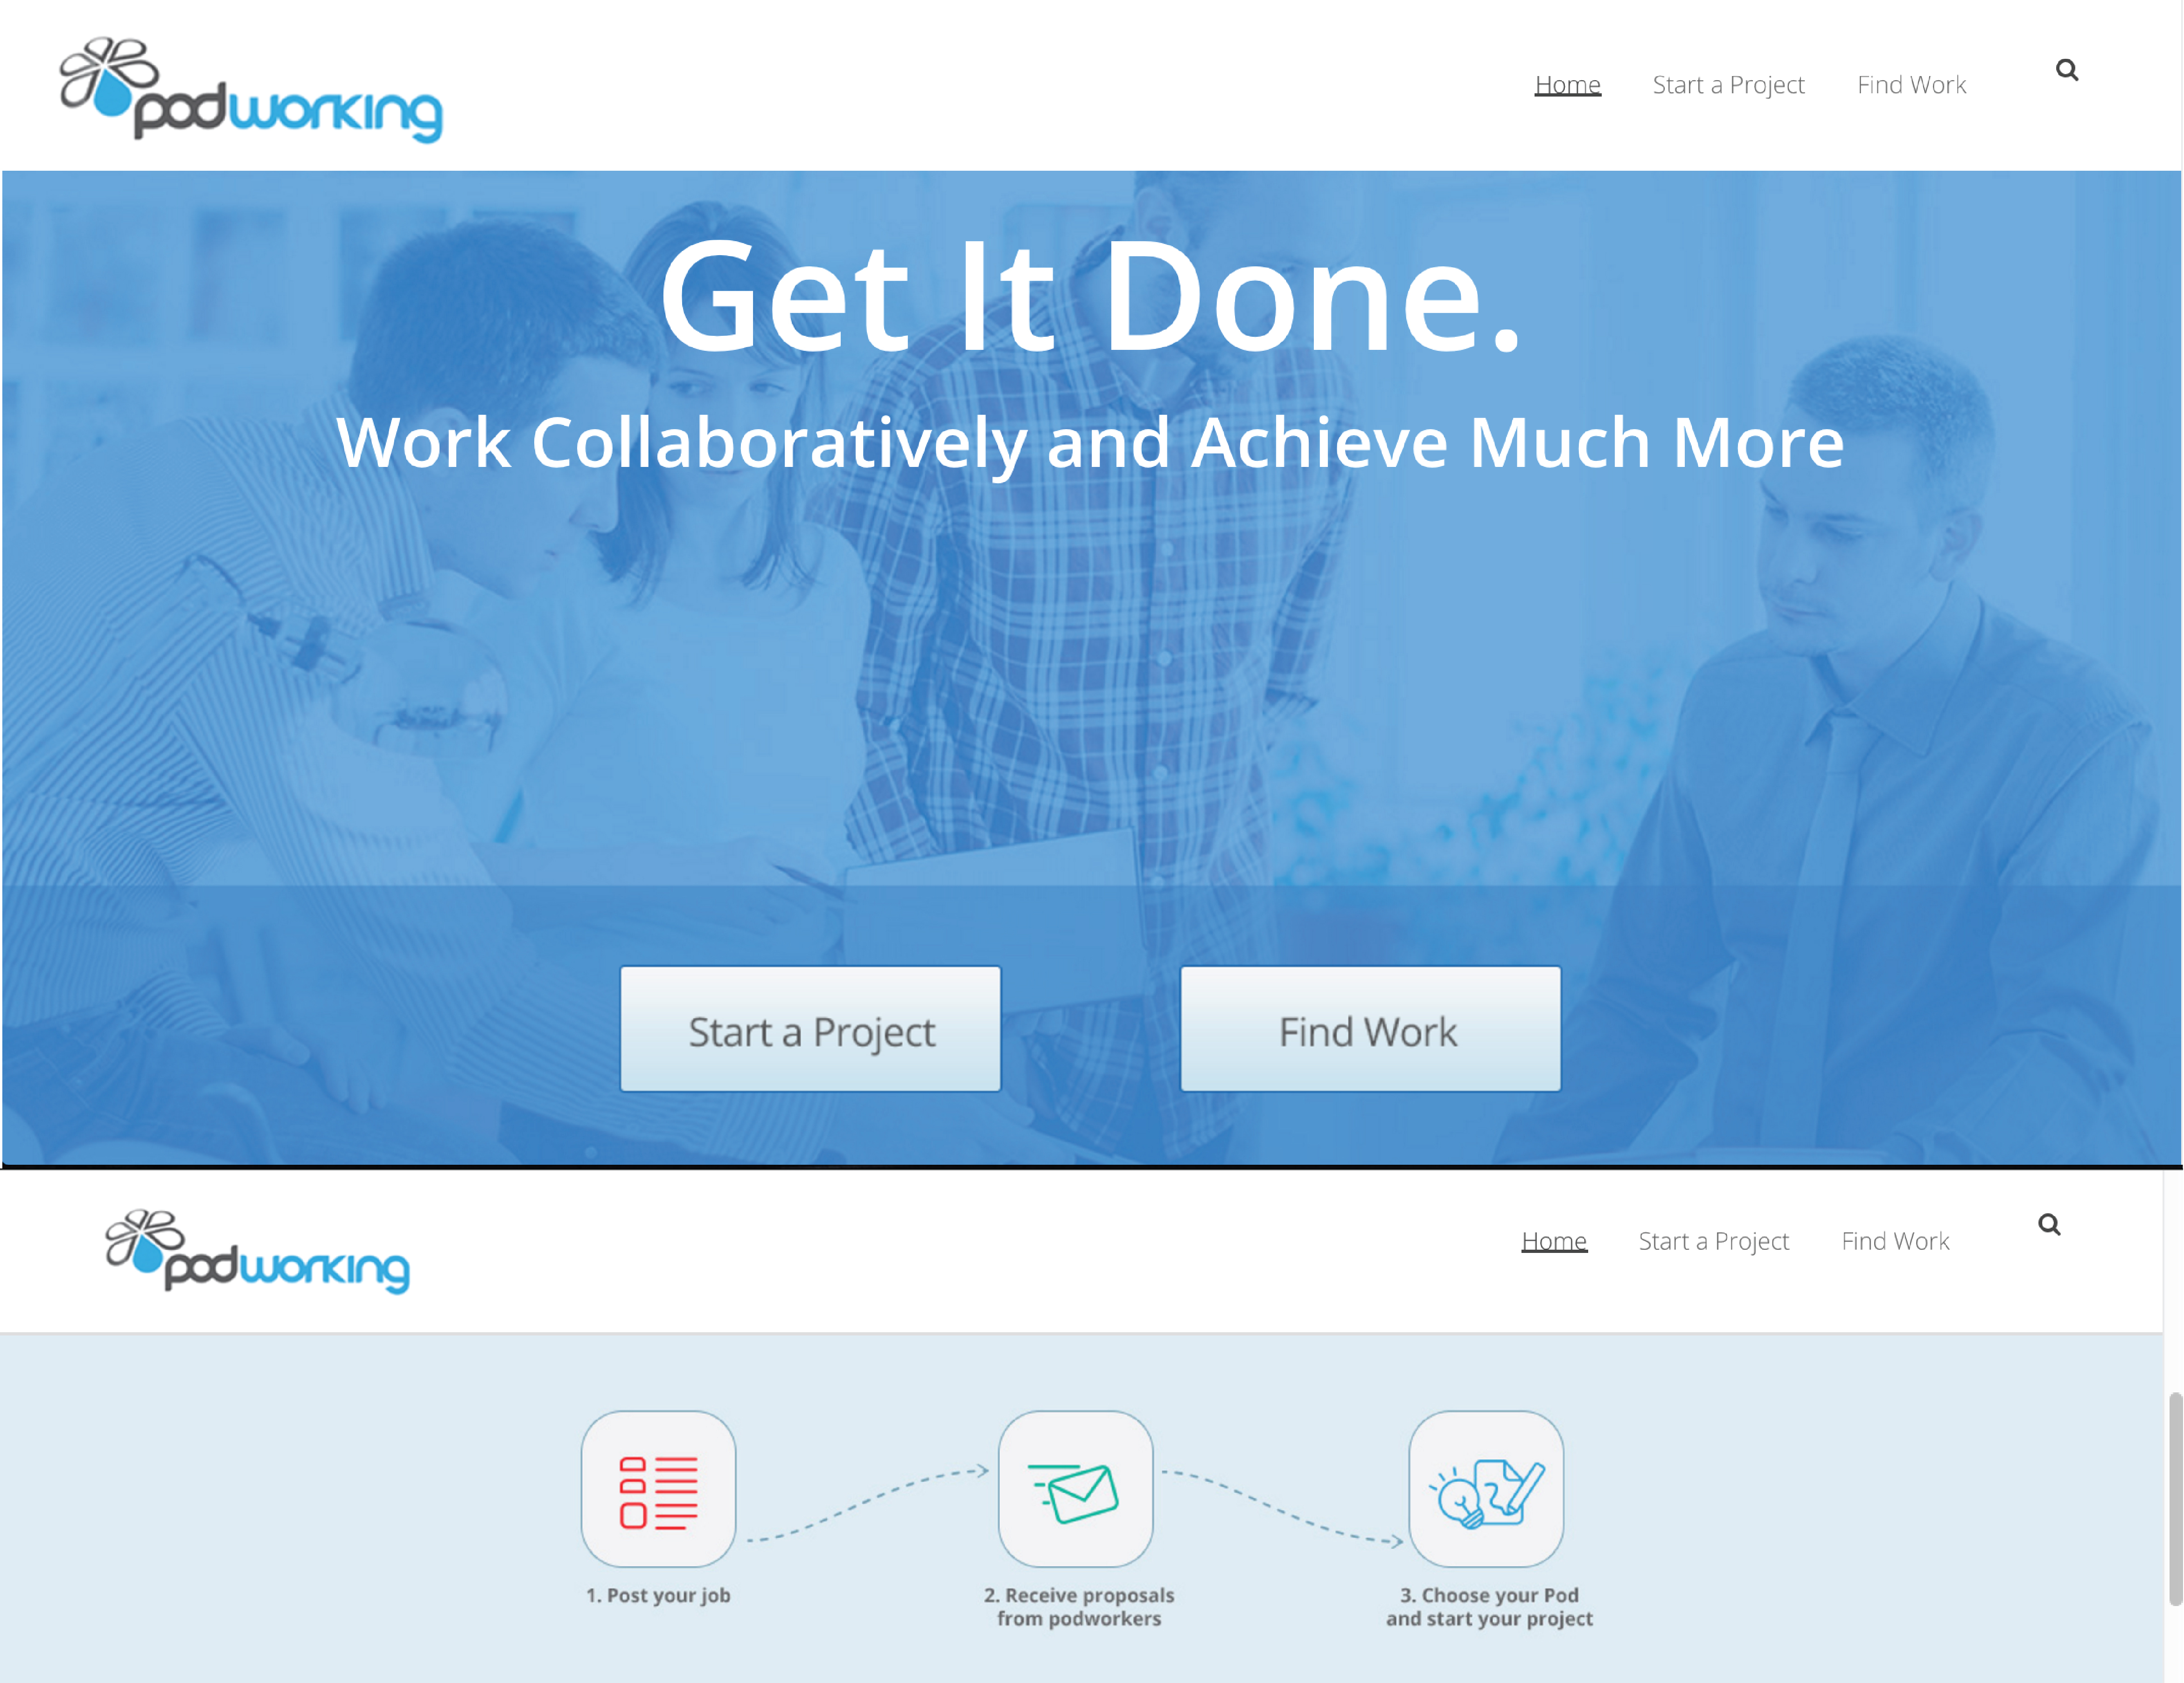 podworking
Home Start a Project Find Work
Get It Done.
Work Collaboratively and Achieve Much More
Start a Project Find Work
podworking
Home Start a Project Find Work
1. Post your job
2. Receive proposals
from podworkers
3. Choose your Pod
and start your project